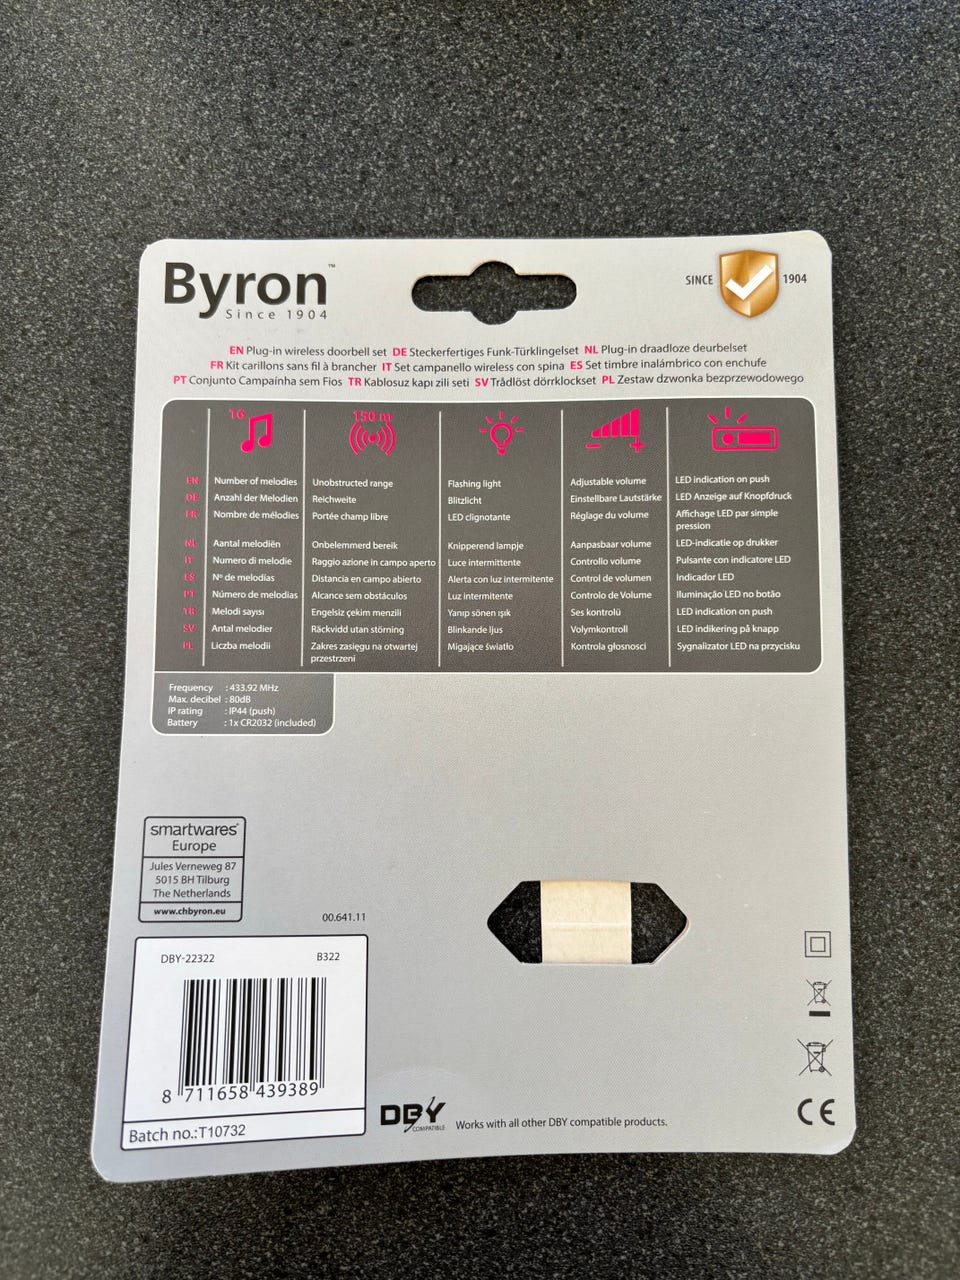 Byron™
Since 1904
SINCE 1904
EN Plug-in wireless doorbell set DE Steckerfertiges Funk-Türklingelset NL Plug-in draadloze deurbelset
FR Kit carillons sans fil à brancher IT Set campanello wireless con spina ES Set timbre inalámbrico con enchufe
PT Conjunto Campaínha sem Fios TR Kablosuz kapı zili seti SV Trådlöst dörrklockset PL Zestaw dzwonka bezprzewodowego
16 150 m
EN Number of melodies Unobstructed range Flashing light Adjustable volume LED indication on push
DE Anzahl der Melodien Reichweite Blitzlicht Einstellbare Lautstärke LED Anzeige auf Knopfdruck
FR Nombre de mélodies Portée champ libre LED clignotante Réglage du volume Affichage LED par simple
pression
NL Aantal melodiën Onbelemmerd bereik Knipperend lampje Aanpasbaar volume LED-indicatie op drukker
IT Numero di melodie Raggio azione in campo aperto Luce intermittente Controllo volume Pulsante con indicatore LED
ES Nº de melodias Distancia en campo abierto Alerta con luz intermitente Control de volumen Indicador LED
PT Número de melodias Alcance sem obstáculos Luz intermitente Controlo de Volume Iluminação LED no botão
TR Melodi sayısı Engelsiz çekim menzili Yanıp sönen ışık Ses kontrolü LED indication on push
SV Antal melodier Räckvidd utan störning Blinkande ljus Volymkontroll LED indikering på knapp
PL Liczba melodii Zakres zasięgu na otwartej Migające światło Kontrola głosnosci Sygnalizator LED na przycisku
przestrzeni
Frequency : 433.92 MHz
Max. decibel : 80dB
IP rating : IP44 (push)
Battery : 1x CR2032 (included)
smartwares®
Europe
Jules Verneweg 87
5015 BH Tilburg
The Netherlands
www.chbyron.eu
00.641.11
DBY-22322 B322
8 711658 439389
Batch no.:T10732
DBY
COMPATIBLE
Works with all other DBY compatible products.
CE